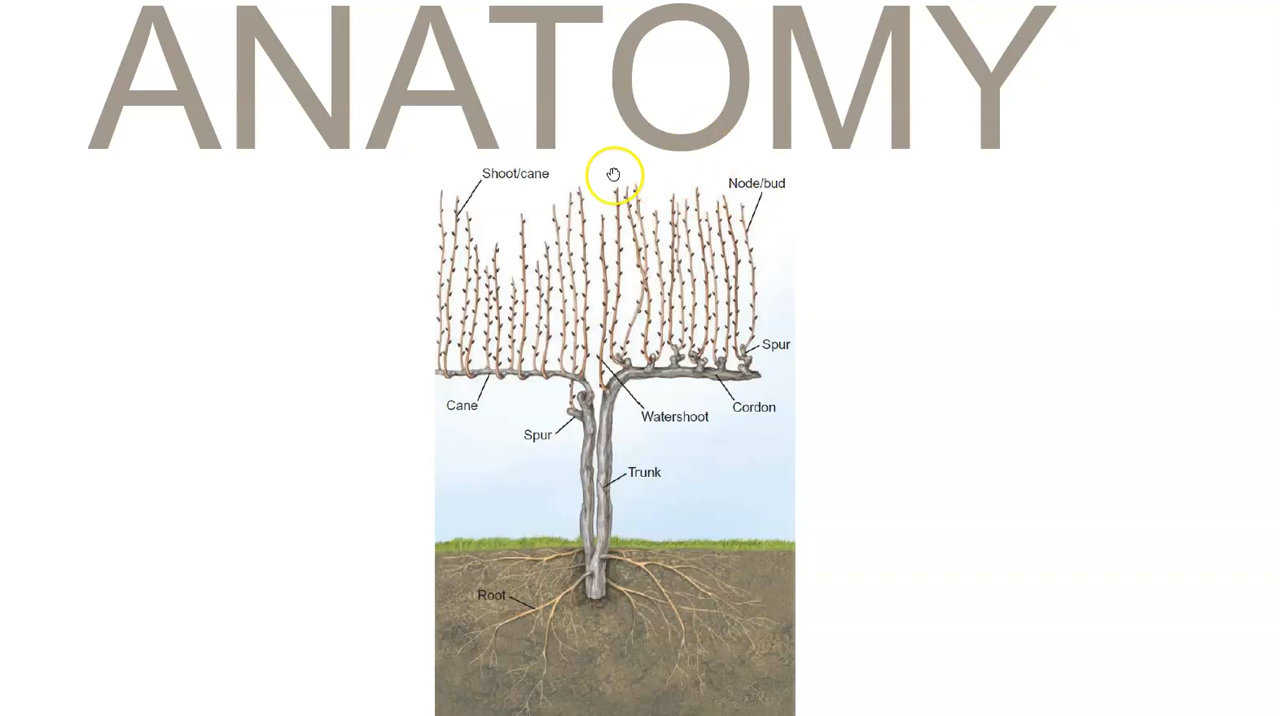 ANATOMY
Shoot/cane
Node/bud
Spur
Cane
Cordon
Watershoot
Spur
Trunk
Root